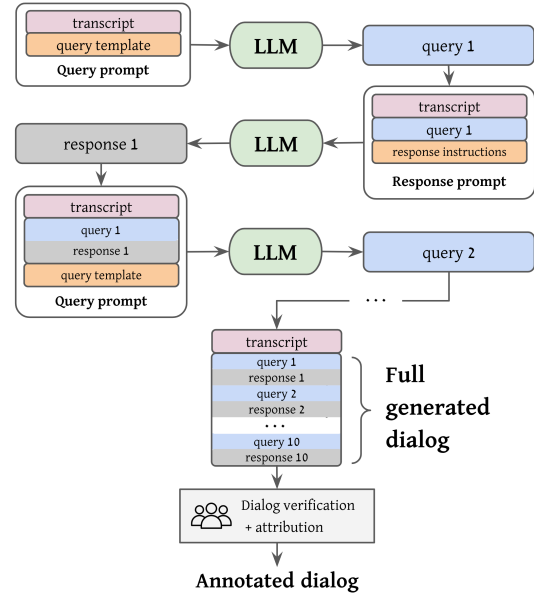 transcript
query template
Query prompt
LLM
query 1
transcript
query 1
response instructions
Response prompt
LLM
response 1
transcript
query 1
response 1
query template
Query prompt
LLM
query 2
...
transcript
query 1
response 1
query 2
response 2
...
query 10
response 10
Full
generated
dialog
Dialog verification
+ attribution
Annotated dialog